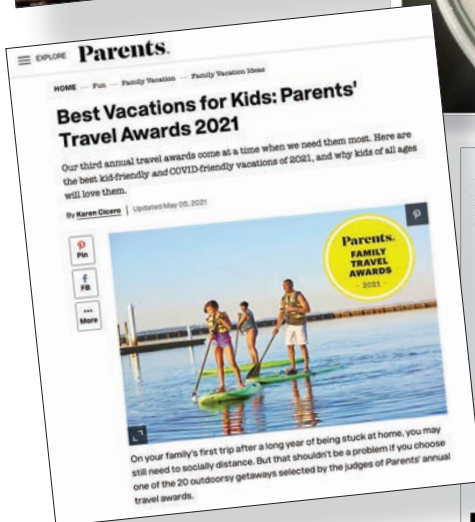 EXPLORE Parents.
HOME — Fun — Family Vacation — Family Vacation Ideas
Best Vacations for Kids: Parents'
Travel Awards 2021
Our third annual travel awards come at a time when we need them most. Here are
the best kid-friendly and COVID-friendly vacations of 2021, and why kids of all ages
will love them.
By Karen Cicero | Updated May 05, 2021
Pin
FB
More
Parents.
FAMILY
TRAVEL
AWARDS
- 2021 -
On your family's first trip after a long year of being stuck at home, you may
still need to socially distance. But that shouldn't be a problem if you choose
one of the 20 outdoorsy getaways selected by the judges of Parents' annual
travel awards.